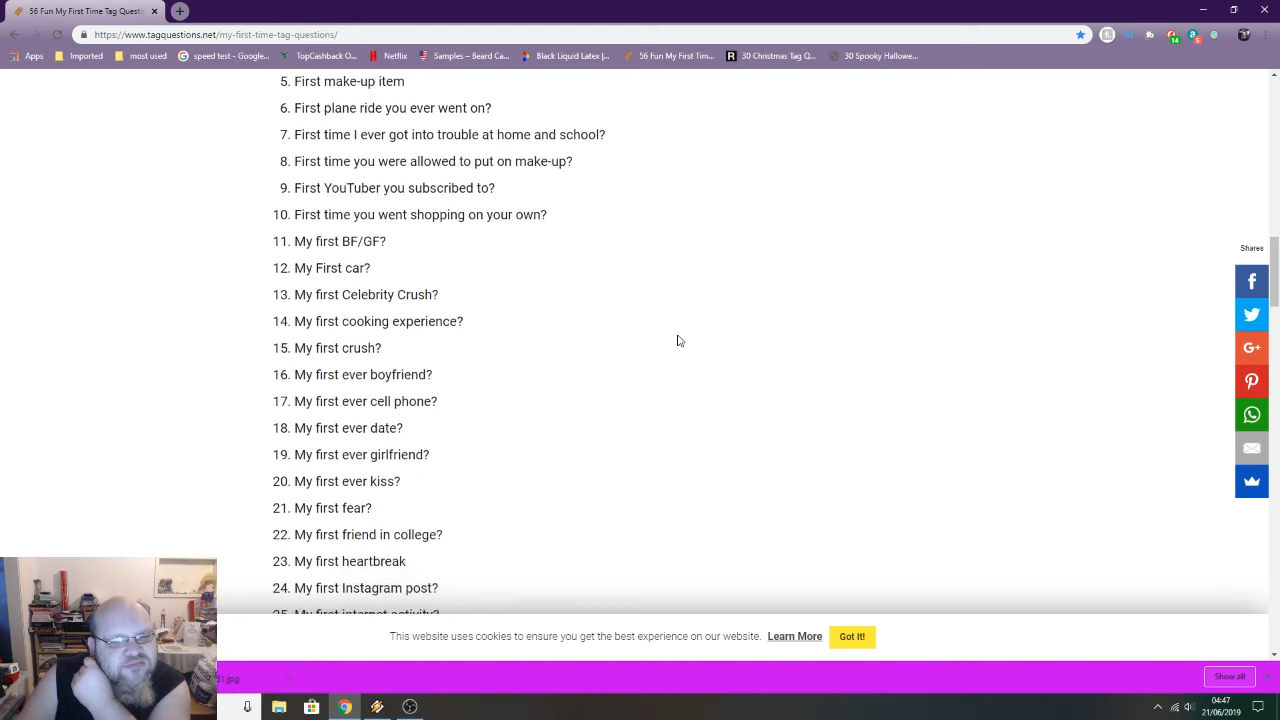 56 Fun My First Time Tag Questi
https://www.tagquestions.net/my-first-time-tag-questions/
Apps Imported most used speed test - Google... TopCashback O... Netflix Samples – Beard Ca... Black Liquid Latex |... 56 Fun My First Tim... 30 Christmas Tag Q... 30 Spooky Hallowe...
5. First make-up item
6. First plane ride you ever went on?
7. First time I ever got into trouble at home and school?
8. First time you were allowed to put on make-up?
9. First YouTuber you subscribed to?
10. First time you went shopping on your own?
11. My first BF/GF?
12. My First car?
13. My first Celebrity Crush?
14. My first cooking experience?
15. My first crush?
16. My first ever boyfriend?
17. My first ever cell phone?
18. My first ever date?
19. My first ever girlfriend?
20. My first ever kiss?
21. My first fear?
22. My first friend in college?
23. My first heartbreak
24. My first Instagram post?
25. My first internet activity?
Shares
This website uses cookies to ensure you get the best experience on our website. Learn More Got It!
1.jpg
Show all
04:47
21/06/2019